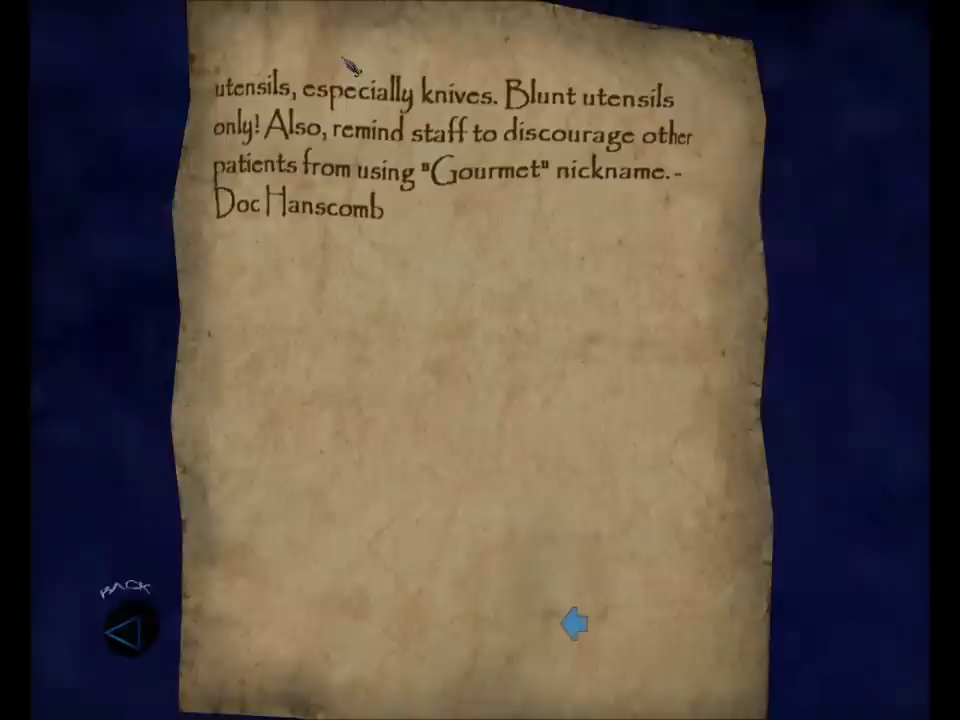 utensils, especially knives. Blunt utensils
only! Also, remind staff to discourage other
patients from using "Gourmet" nickname.-
Doc Hanscomb
BACK